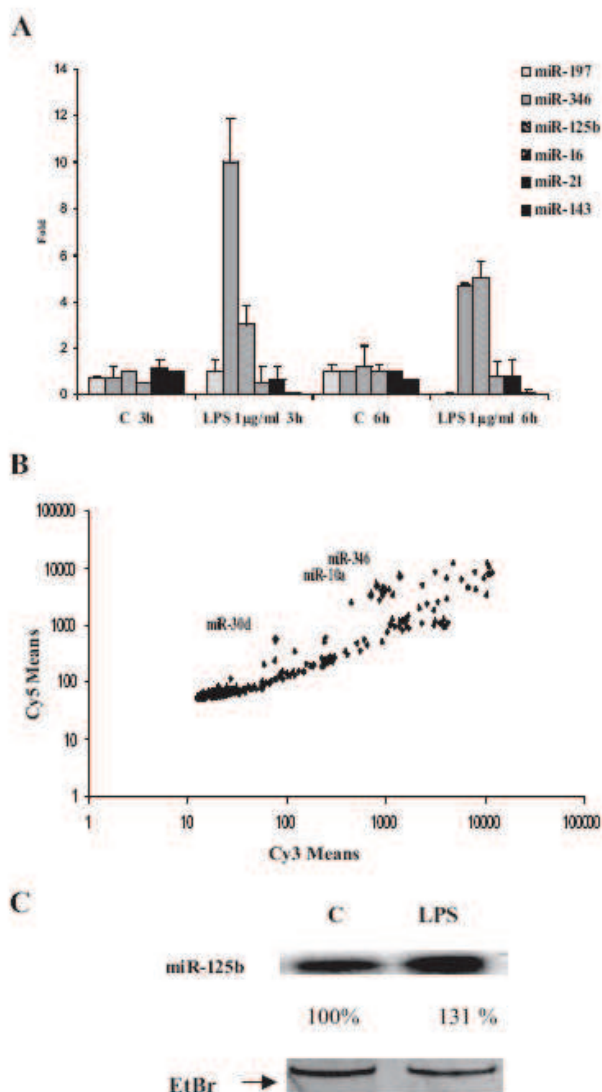 A
14
12
10
8
6
4
2
0
Fold
miR-197
miR-346
miR-125b
miR-16
miR-21
miR-143
C 3h
LPS 1µg/ml 3h
C 6h
LPS 1µg/ml 6h
B
100000
10000
1000
100
10
1
Cy5 Means
miR-346
miR-10a
miR-30d
1
10
100
1000
10000
100000
Cy3 Means
C
C LPS
miR-125b
100% 131 %
EtBr